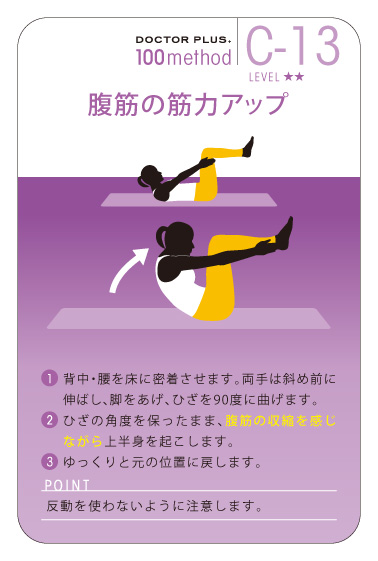 DOCTOR PLUS.
100method
C-13
LEVEL ★★
腹筋の筋力アップ
1 背中・腰を床に密着させます。両手は斜め前に
伸ばし、脚をあげ、ひざを90度に曲げます。
2 ひざの角度を保ったまま、腹筋の収縮を感じ
ながら上半身を起こします。
3 ゆっくりと元の位置に戻します。
POINT
反動を使わないように注意します。